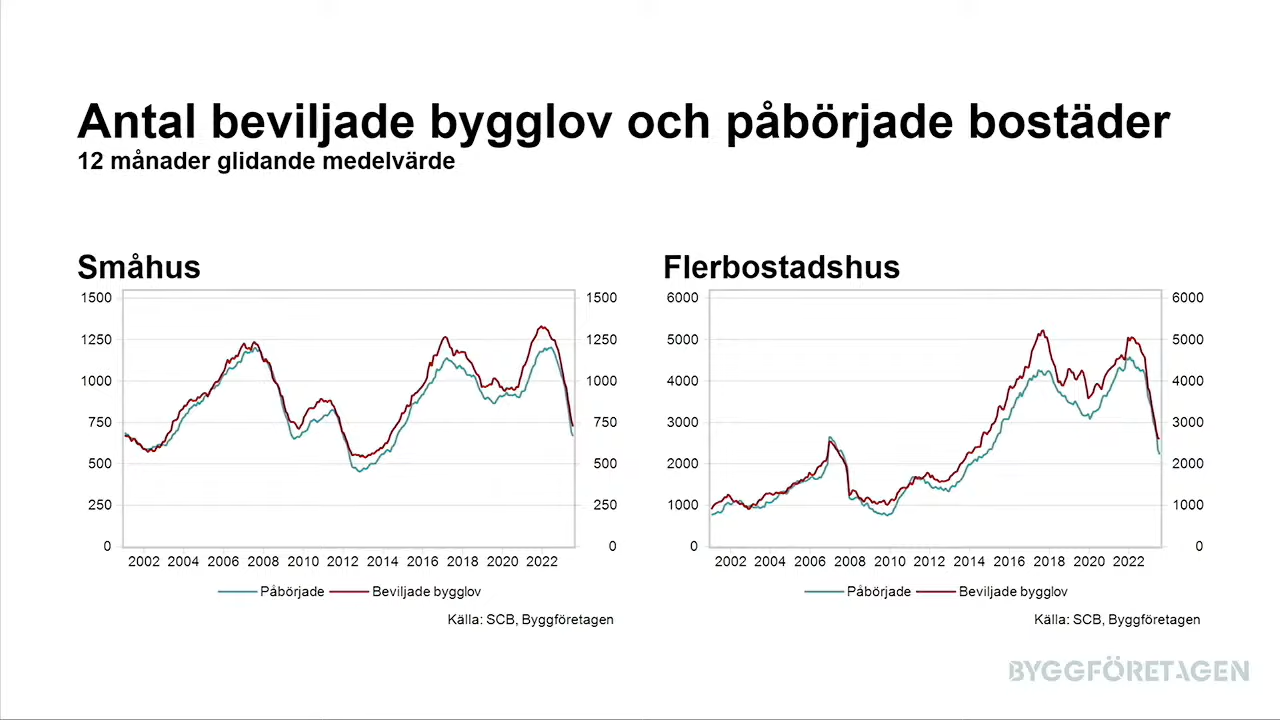 Antal beviljade bygglov och påbörjade bostäder
12 månader glidande medelvärde
Småhus
1500
1250
1000
750
500
250
0
1500
1250
1000
750
500
250
0
2002 2004 2006 2008 2010 2012 2014 2016 2018 2020 2022
Påbörjade Beviljade bygglov
Källa: SCB, Byggföretagen
Flerbostadshus
6000
5000
4000
3000
2000
1000
0
6000
5000
4000
3000
2000
1000
0
2002 2004 2006 2008 2010 2012 2014 2016 2018 2020 2022
Påbörjade Beviljade bygglov
Källa: SCB, Byggföretagen
BYGGFÖRETAGEN